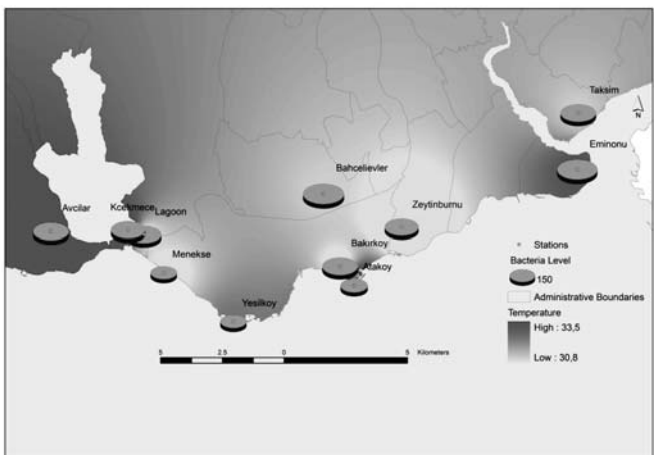 Taksim
N
Eminonu
Bahcelievler
Zeytinburnu
Avcilar
Kcekmece
Lagoon
Menekse
Bakırkoy
Atakoy
Yesilkoy
Stations
Bacteria Level
150
Administrative Boundaries
Temperature
High : 33,5
Low : 30,8
5 2.5 0 5 Kilometers